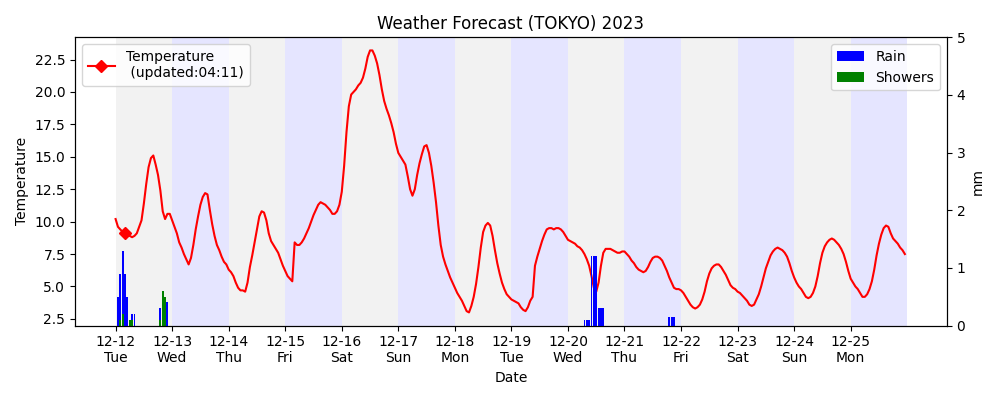 Weather Forecast (TOKYO) 2023
Temperature
(updated:04:11)
Rain
Showers
Temperature
22.5
20.0
17.5
15.0
12.5
10.0
7.5
5.0
2.5
5
4
3
2
1
0
mm
12-12 12-13 12-14 12-15 12-16 12-17 12-18 12-19 12-20 12-21 12-22 12-23 12-24 12-25
Tue Wed Thu Fri Sat Sun Mon Tue Wed Thu Fri Sat Sun Mon
Date